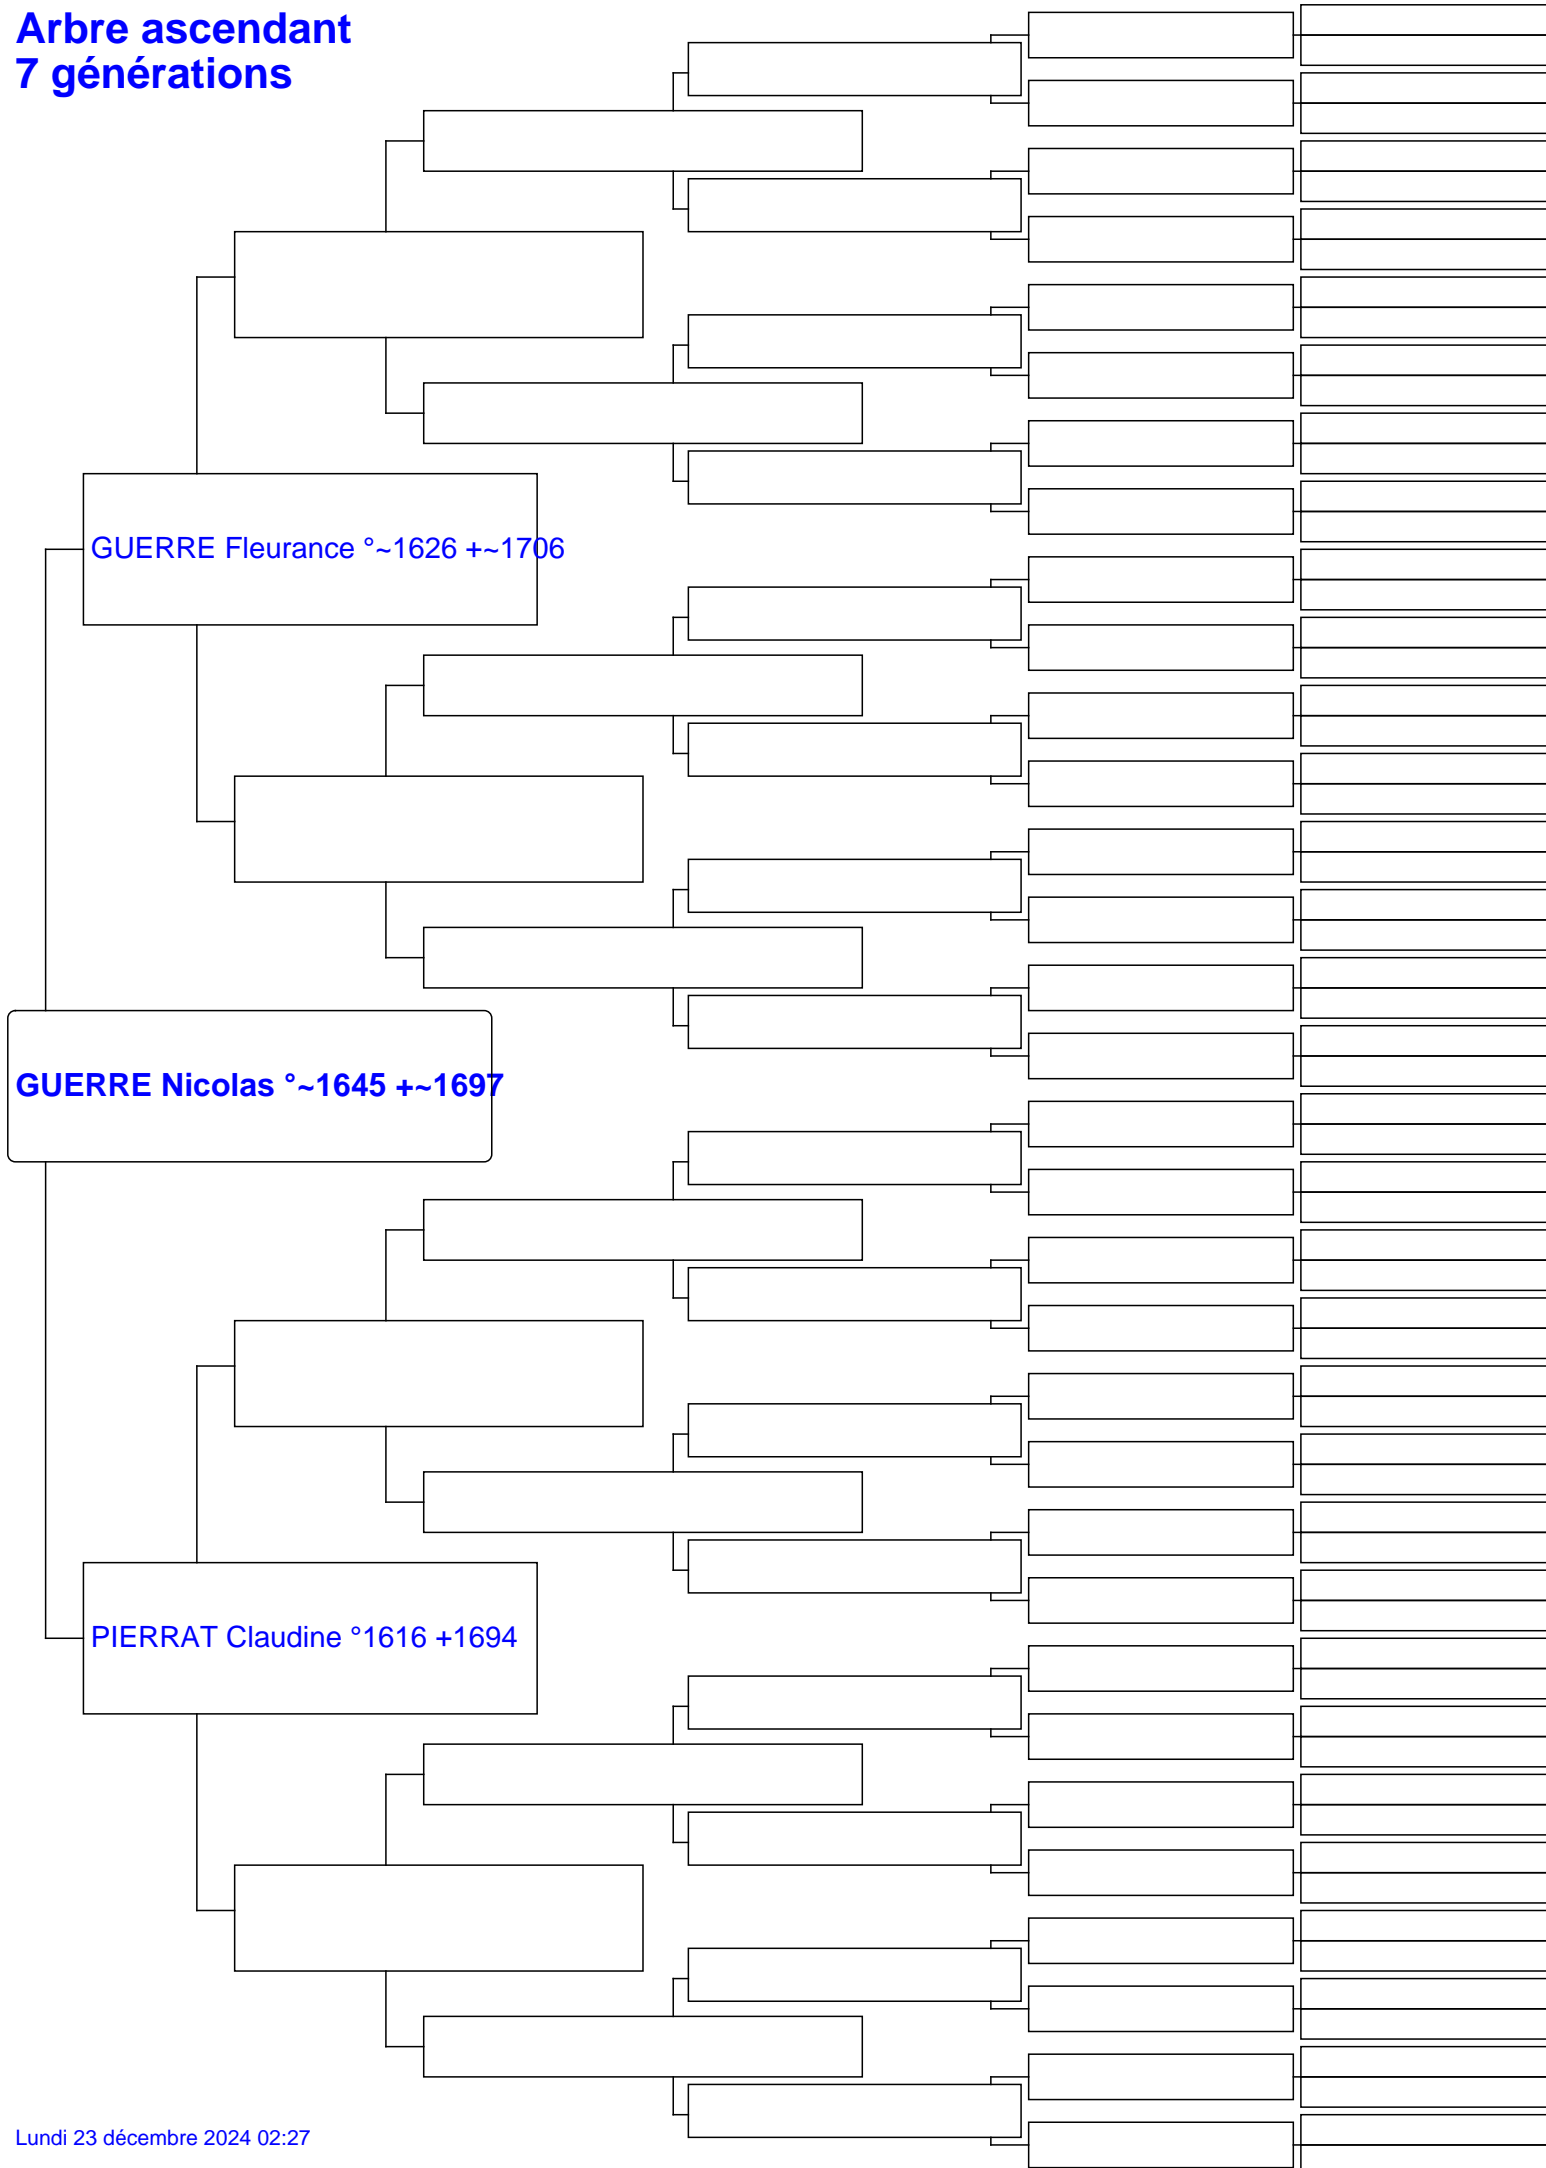 Arbre ascendant
7 générations
GUERRE Fleurance °~1626 +~1706
GUERRE Nicolas °~1645 +~1697
PIERRAT Claudine °1616 +1694
Lundi 23 décembre 2024 02:27